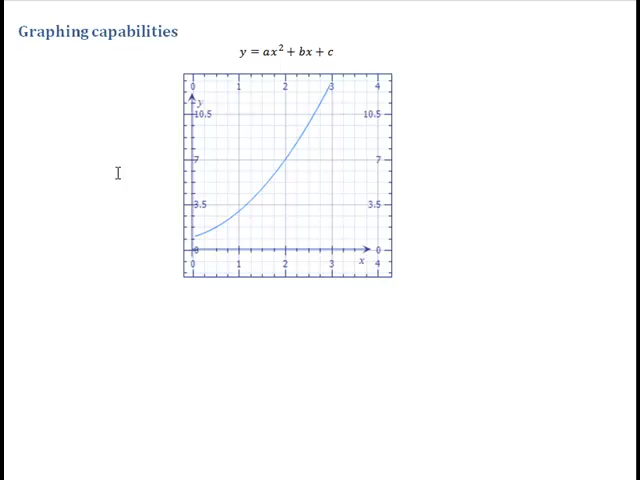 Graphing capabilities
y = ax² + bx + c
0 1 2 3 4
y
10.5 10.5
7 7
3.5 3.5
0 0
x
0 1 2 3 4